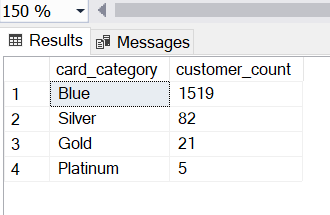 150 %
Results Messages
card_category customer_count
1 Blue 1519
2 Silver 82
3 Gold 21
4 Platinum 5